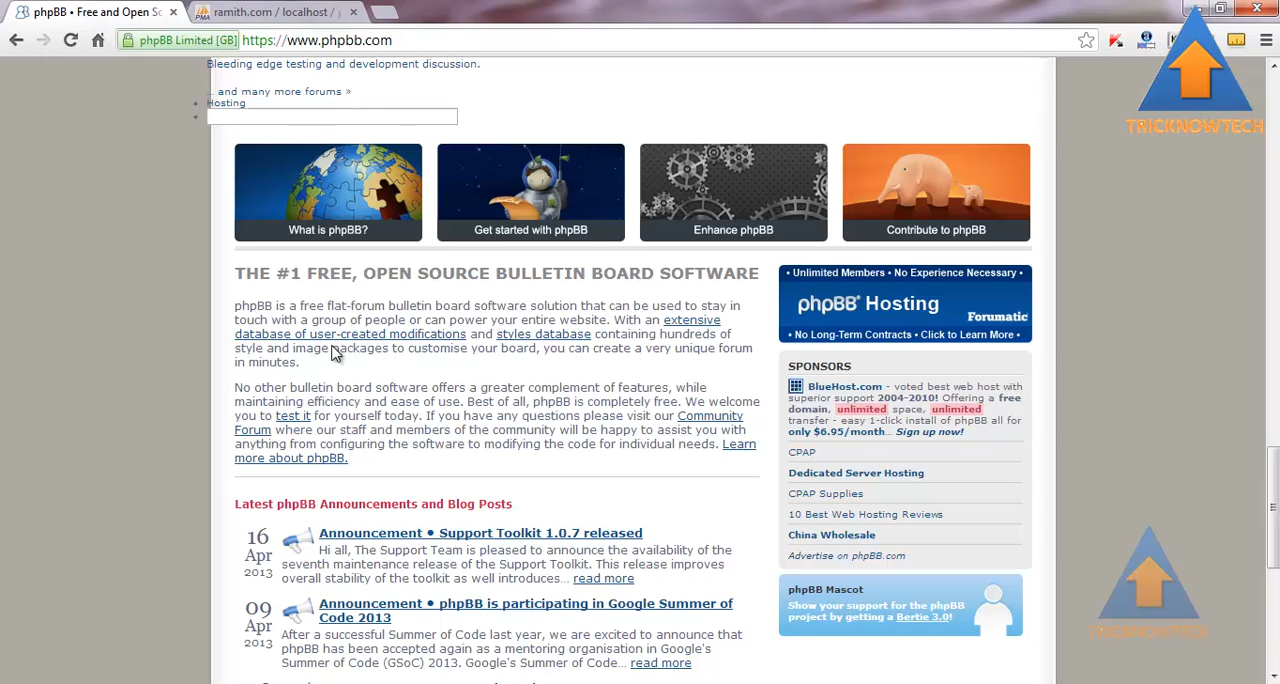 phpBB • Free and Open So
ramith.com / localhost /
phpBB Limited [GB] https://www.phpbb.com
Bleeding edge testing and development discussion.
... and many more forums »
Hosting
TRICKNOWTECH
What is phpBB?
Get started with phpBB
Enhance phpBB
Contribute to phpBB
THE #1 FREE, OPEN SOURCE BULLETIN BOARD SOFTWARE
phpBB is a free flat-forum bulletin board software solution that can be used to stay in
touch with a group of people or can power your entire website. With an extensive
database of user-created modifications and styles database containing hundreds of
style and image packages to customise your board, you can create a very unique forum
in minutes.
No other bulletin board software offers a greater complement of features, while
maintaining efficiency and ease of use. Best of all, phpBB is completely free. We welcome
you to test it for yourself today. If you have any questions please visit our Community
Forum where our staff and members of the community will be happy to assist you with
anything from configuring the software to modifying the code for individual needs. Learn
more about phpBB.
Latest phpBB Announcements and Blog Posts
16
Apr
2013
Announcement • Support Toolkit 1.0.7 released
Hi all, The Support Team is pleased to announce the availability of the
seventh maintenance release of the Support Toolkit. This release improves
overall stability of the toolkit as well introduces... read more
09
Apr
2013
Announcement • phpBB is participating in Google Summer of
Code 2013
After a successful Summer of Code last year, we are excited to announce that
phpBB has been accepted again as a mentoring organisation in Google's
Summer of Code (GSoC) 2013. Google's Summer of Code... read more
• Unlimited Members • No Experience Necessary •
phpBB® Hosting
Forumatic
• No Long-Term Contracts • Click to Learn More •
SPONSORS
BlueHost.com - voted best web host with
superior support 2004-2010! Offering a free
domain, unlimited space, unlimited
transfer - easy 1-click install of phpBB all for
only $6.95/month... Sign up now!
CPAP
Dedicated Server Hosting
CPAP Supplies
10 Best Web Hosting Reviews
China Wholesale
Advertise on phpBB.com
phpBB Mascot
Show your support for the phpBB
project by getting a Bertie 3.0!
TRICKNOWTECH